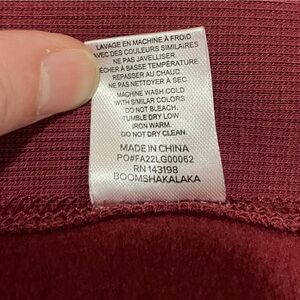 LAVAGE EN MACHINE À FROID
AVEC DES COULEURS SIMILAIRES
NE PAS JAVELLISER.
SÉCHER À BASSE TEMPÉRATURE
REPASSER AU CHAUD.
NE PAS NETTOYER À SEC
MACHINE WASH COLD
WITH SIMILAR COLORS
DO NOT BLEACH.
TUMBLE DRY LOW.
IRON WARM.
DO NOT DRY CLEAN.
MADE IN CHINA
PO#FA22LG00062
RN 143198
BOOMSHAKALAKA